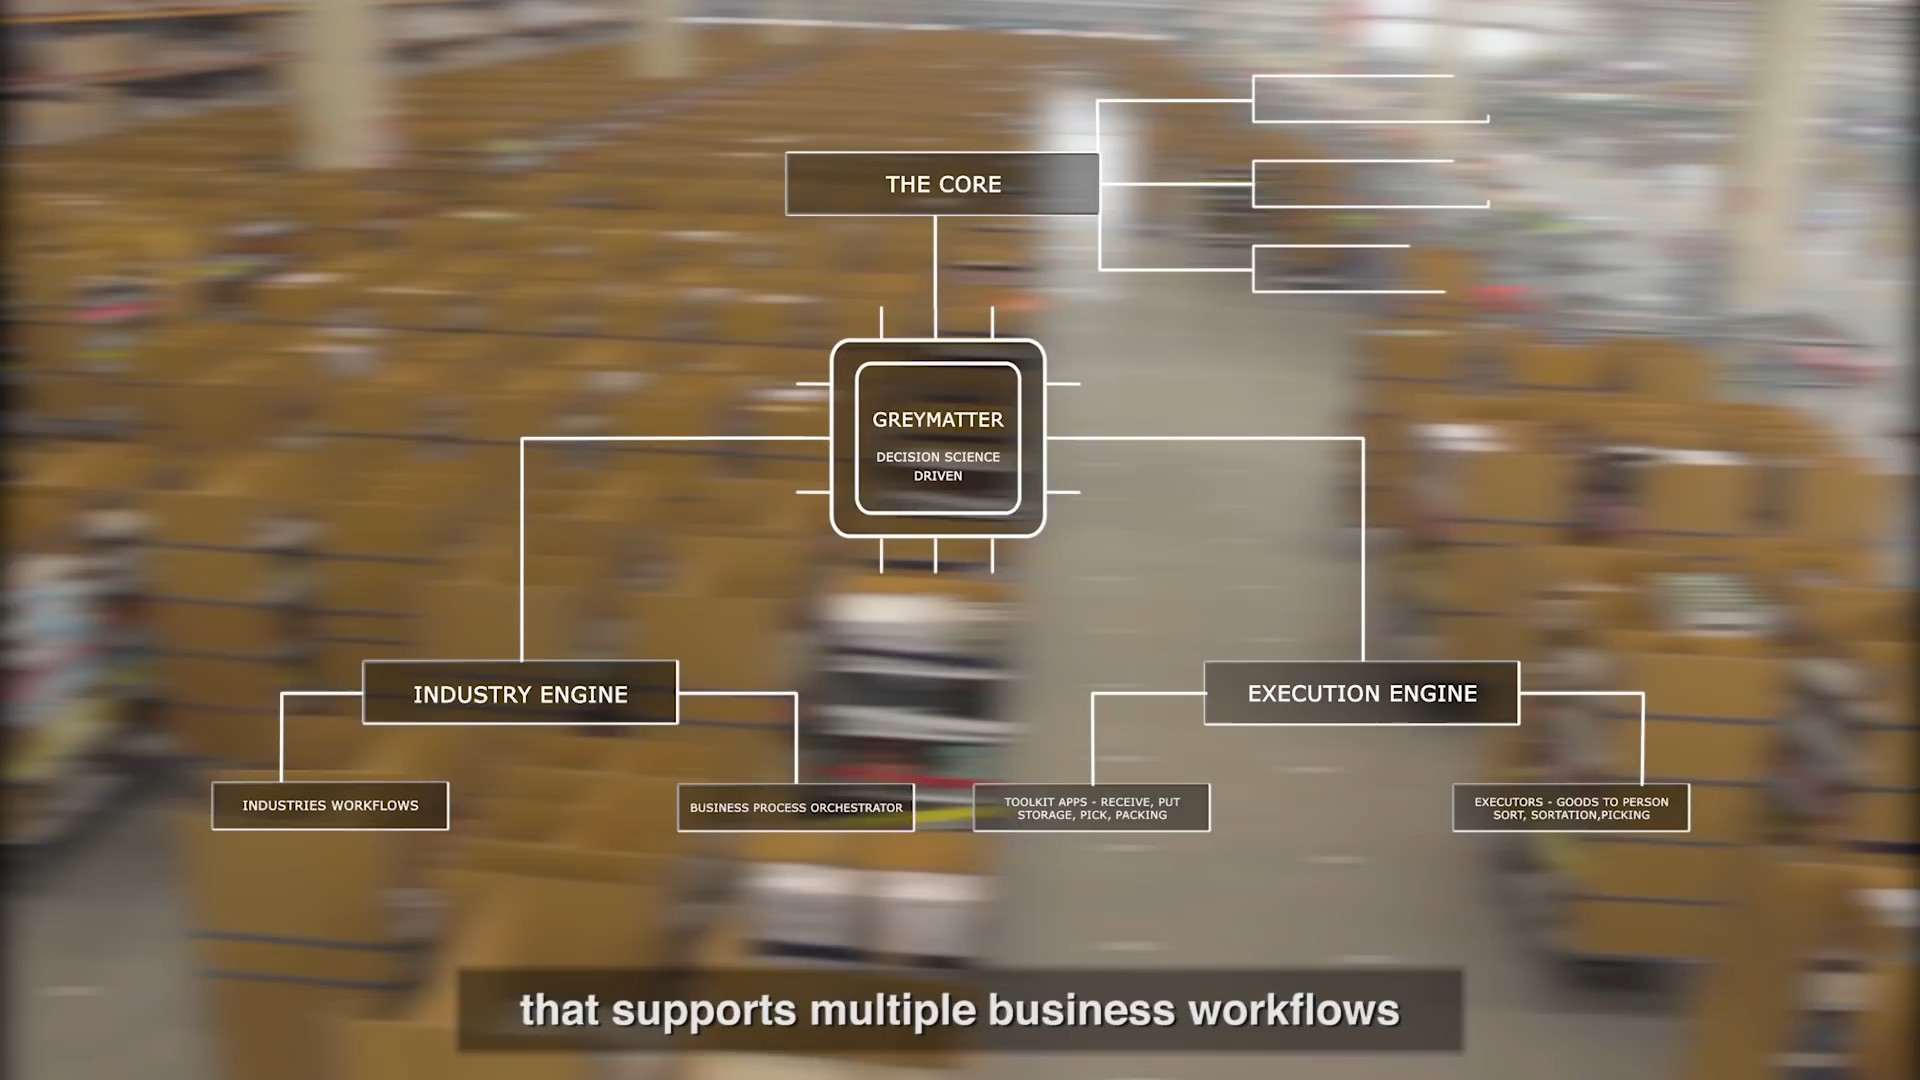 THE CORE
GREYMATTER
DECISION SCIENCE
DRIVEN
INDUSTRY ENGINE
EXECUTION ENGINE
INDUSTRIES WORKFLOWS
BUSINESS PROCESS ORCHESTRATOR
TOOLKIT APPS - RECEIVE, PUT
STORAGE, PICK, PACKING
EXECUTORS - GOODS TO PERSON
SORT, SORTATION,PICKING
that supports multiple business workflows